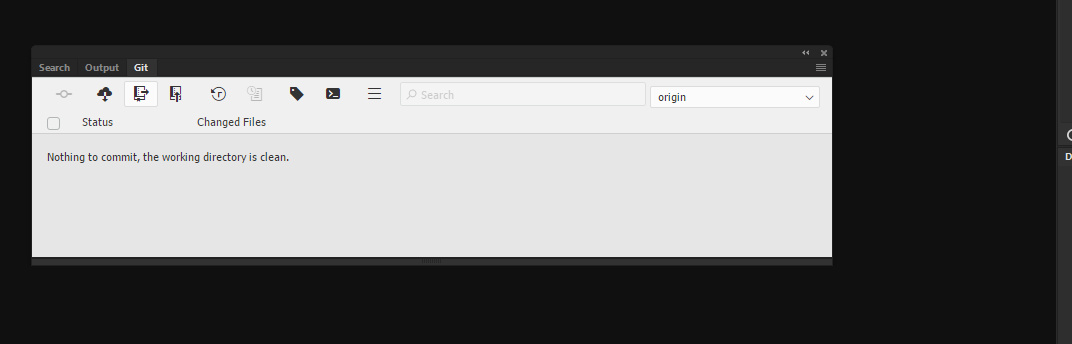 Search Output Git
Search
origin
Status Changed Files
Nothing to commit, the working directory is clean.
D